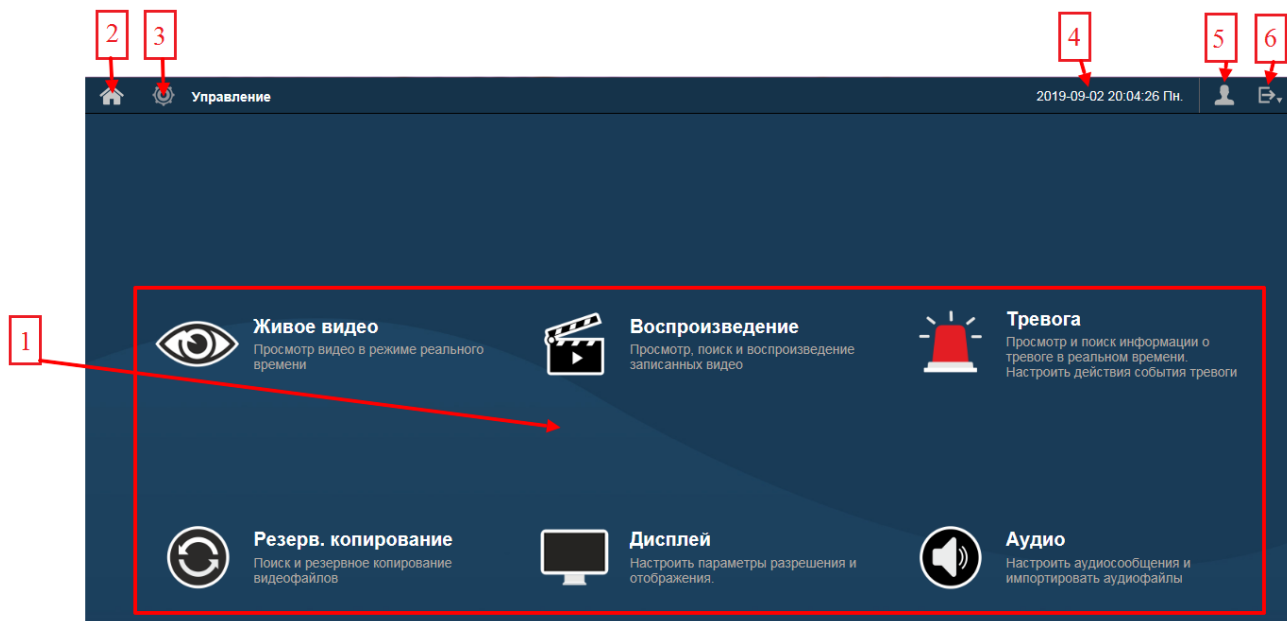 2
3
4
5
6
Управление
2019-09-02 20:04:26 Пн.
1
Живое видео
Просмотр видео в режиме реального
времени
Воспроизведение
Просмотр, поиск и воспроизведение
записанных видео
Тревога
Просмотр и поиск информации о
тревоге в реальном времени.
Настроить действия события тревоги
Резерв. копирование
Поиск и резервное копирование
видеофайлов
Дисплей
Настроить параметры разрешения и
отображения.
Аудио
Настроить аудиосообщения и
импортировать аудиофайлы